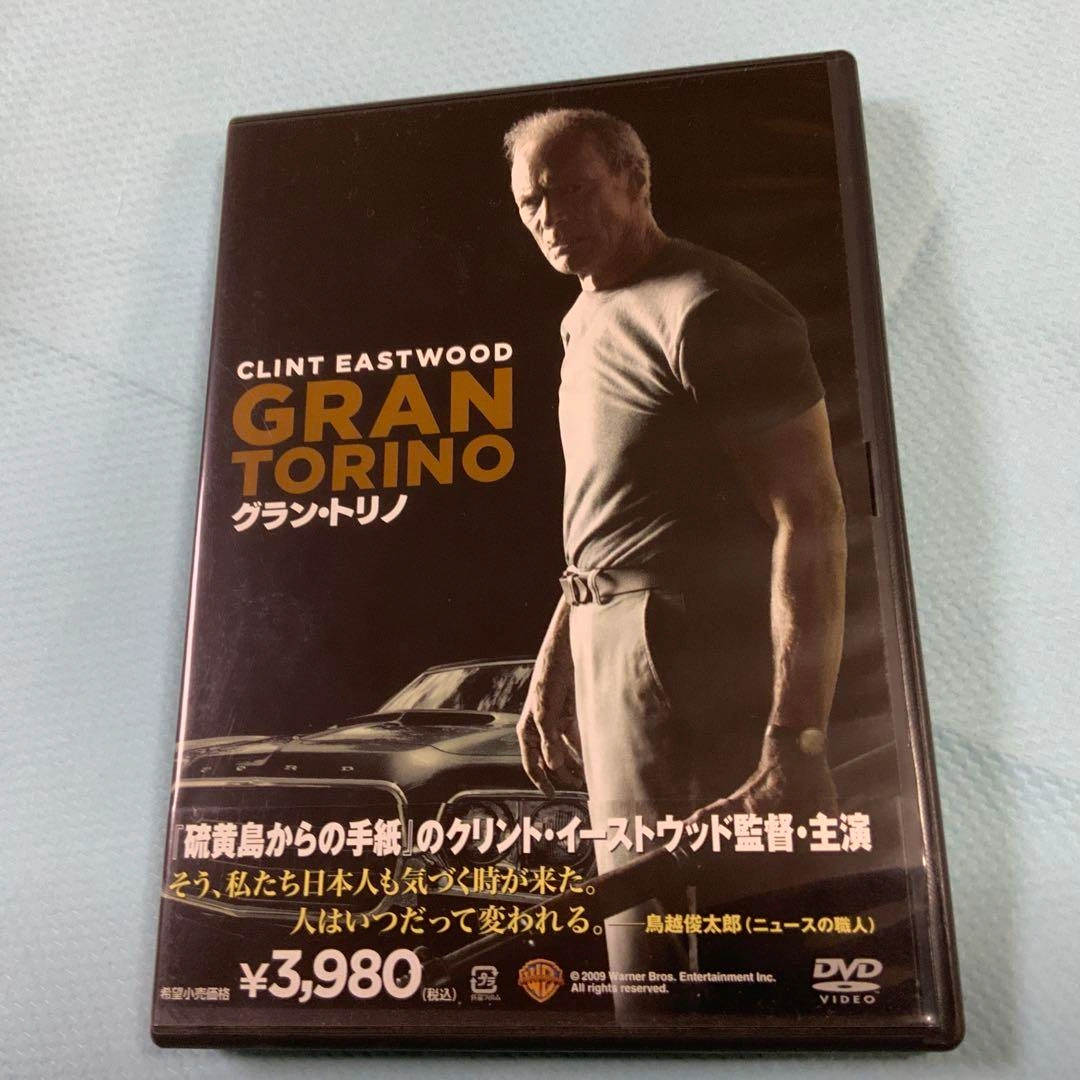 CLINT EASTWOOD
GRAN
TORINO
グラン・トリノ
FORD
『硫黄島からの手紙』のクリント・イーストウッド監督・主演
そう、私たち日本人も気づく時が来た。
人はいつだって変われる。——鳥越俊太郎（ニュースの職人）
希望小売価格 ¥3,980（税込）
プラ
© 2009 Warner Bros. Entertainment Inc.
All rights reserved.
WB
DVD
VIDEO